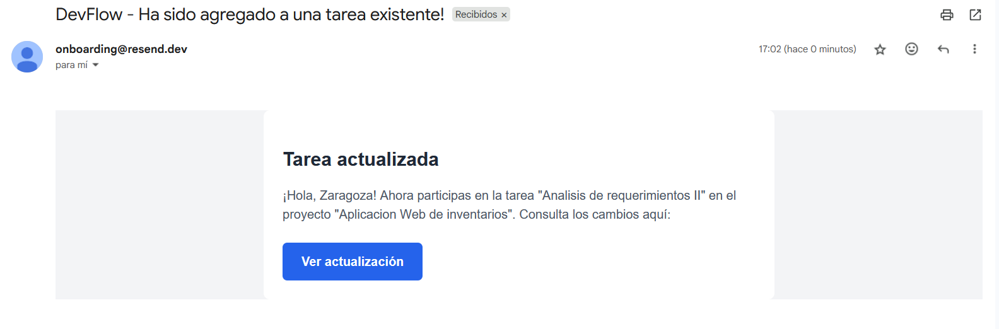 DevFlow - Ha sido agregado a una tarea existente! Recibidos ×
onboarding@resend.dev
17:02 (hace 0 minutos)
para mí
Tarea actualizada
¡Hola, Zaragoza! Ahora participas en la tarea "Analisis de requerimientos II" en el
proyecto "Aplicacion Web de inventarios". Consulta los cambios aquí:
Ver actualización